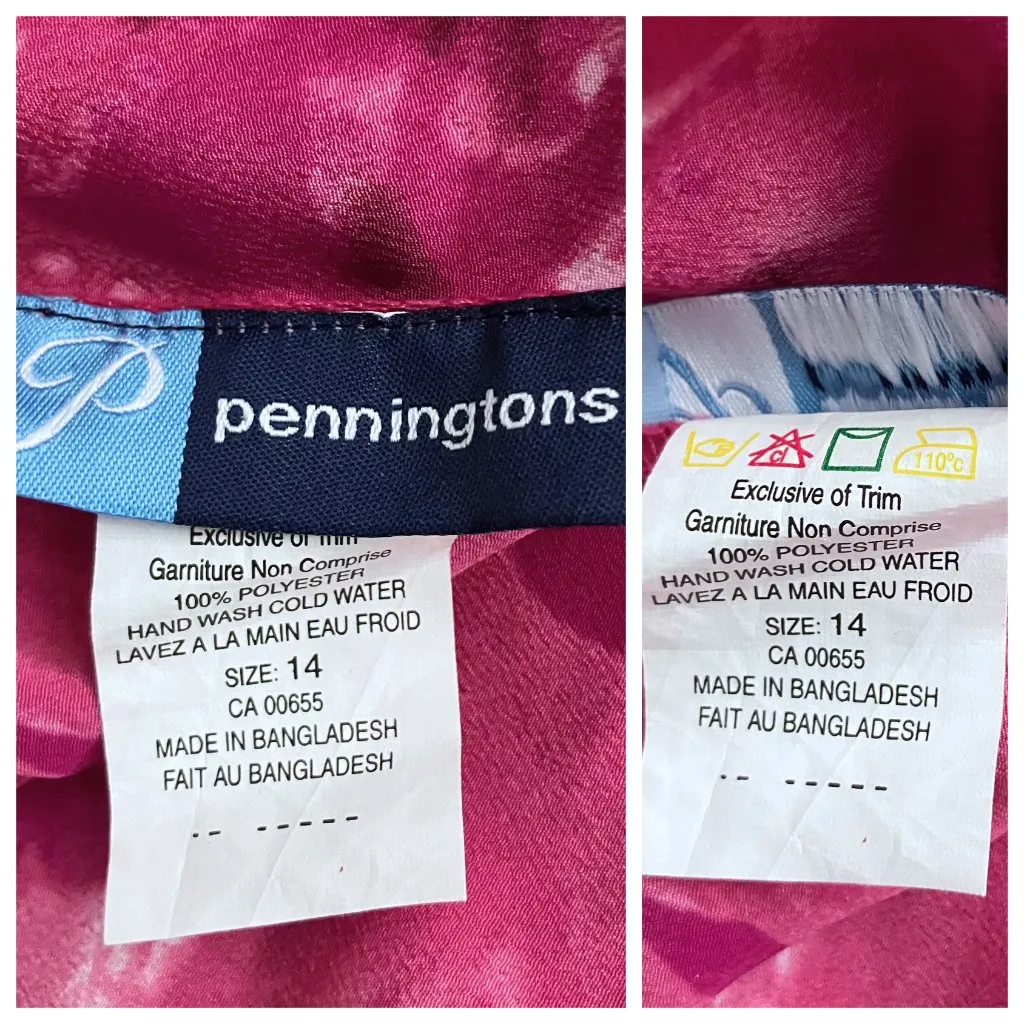 P penningtons
Exclusive of Trim
Garniture Non Comprise
100% POLYESTER
HAND WASH COLD WATER
LAVEZ A LA MAIN EAU FROID
SIZE: 14
CA 00655
MADE IN BANGLADESH
FAIT AU BANGLADESH
cl
110°c
Exclusive of Trim
Garniture Non Comprise
100% POLYESTER
HAND WASH COLD WATER
LAVEZ A LA MAIN EAU FROID
SIZE: 14
CA 00655
MADE IN BANGLADESH
FAIT AU BANGLADESH